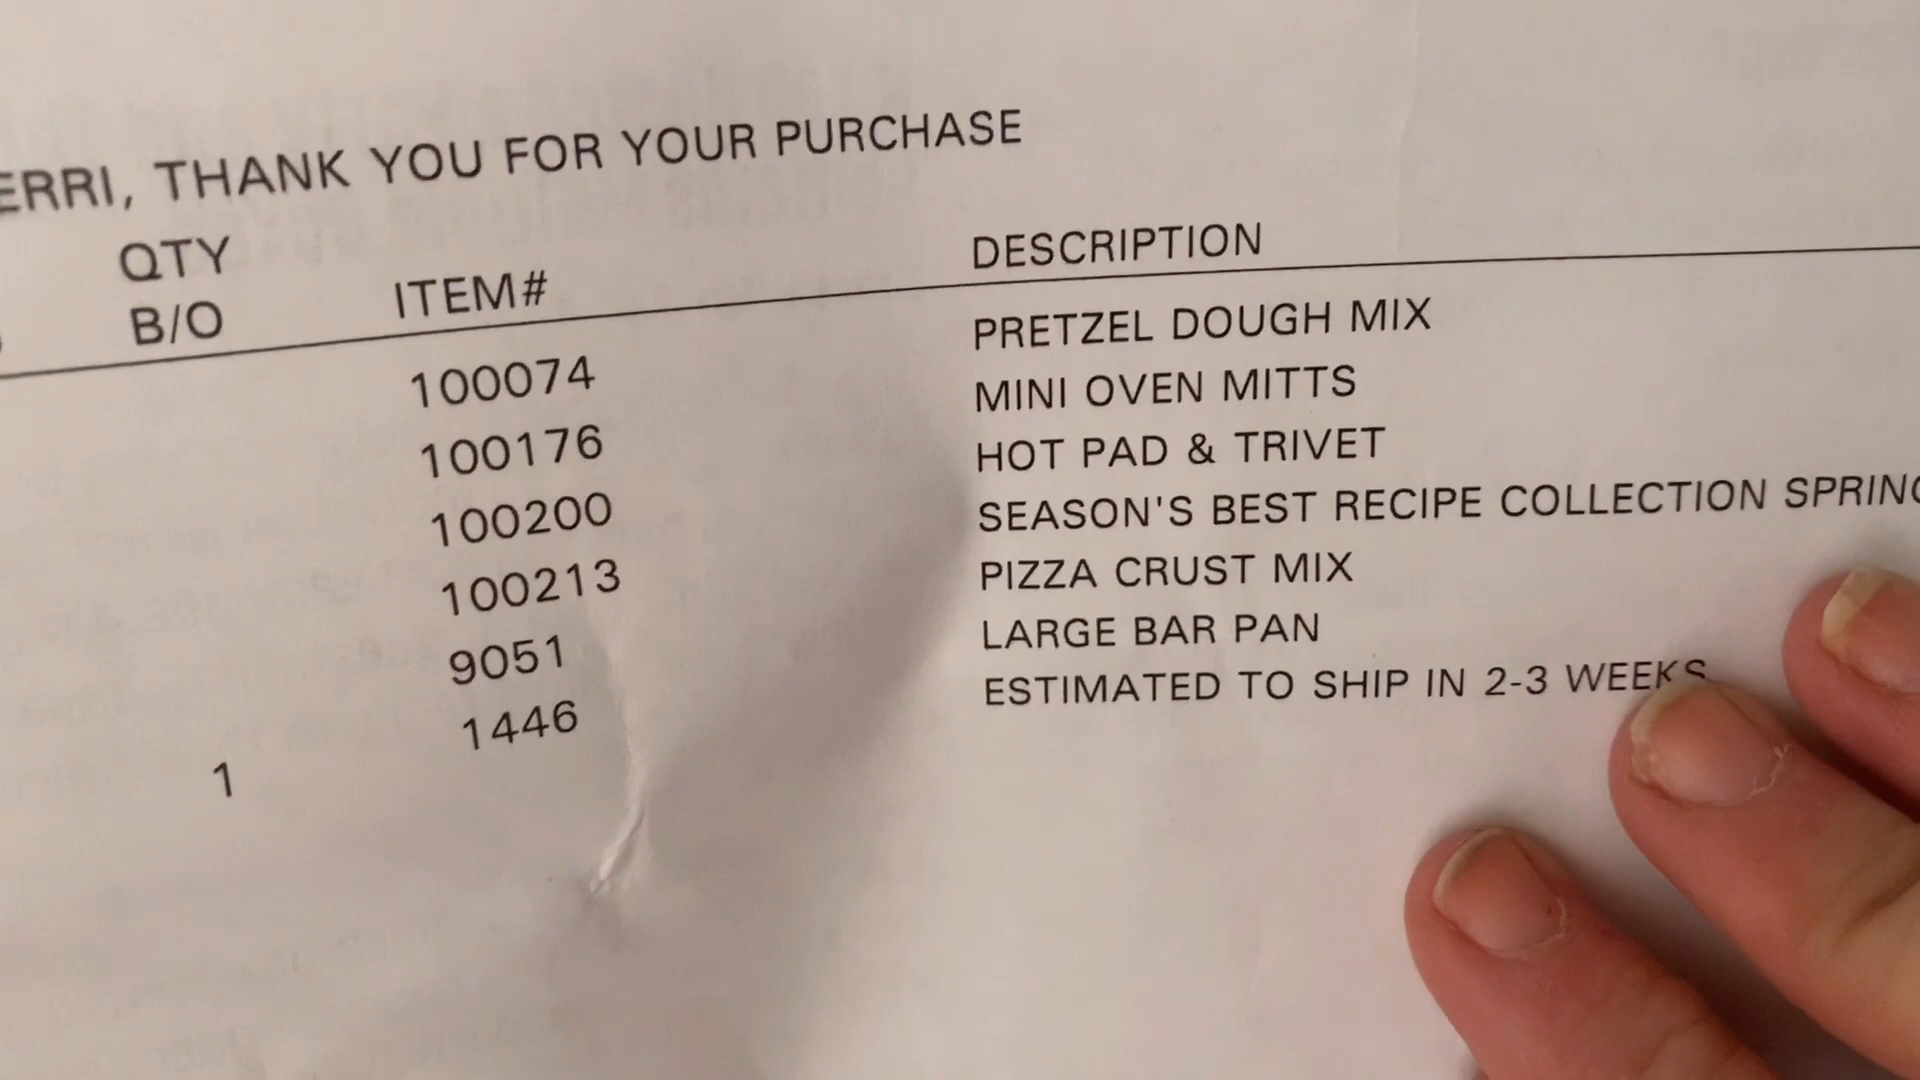 ERRI, THANK YOU FOR YOUR PURCHASE
QTY
B/O ITEM# DESCRIPTION
100074 PRETZEL DOUGH MIX
100176 MINI OVEN MITTS
100200 HOT PAD & TRIVET
100213 SEASON'S BEST RECIPE COLLECTION SPRING
9051 PIZZA CRUST MIX
1 1446 LARGE BAR PAN
ESTIMATED TO SHIP IN 2-3 WEEKS